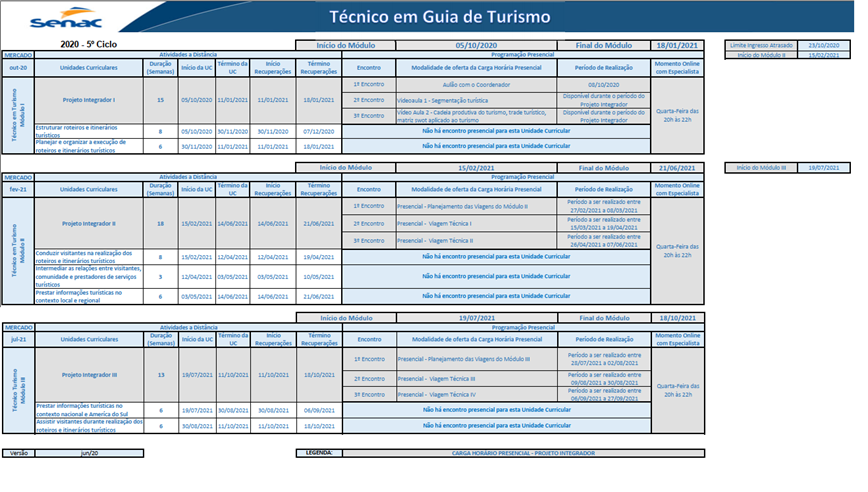 Senac
Técnico em Guia de Turismo
2020 - 5º Ciclo
Início do Módulo 05/10/2020 Final do Módulo 18/01/2021
Limite Ingresso Atrasado 23/10/2020
Início do Módulo II 15/02/2021
MERCADO Atividades a Distância Programação Presencial
out-20 Unidades Curriculares Duração (Semanas) Início da UC Término da UC Início Recuperações Término Recuperações Encontro Modalidade de oferta da Carga Horária Presencial Período de Realização Momento Online com Especialista
Técnico em Turismo Módulo I
Projeto Integrador I 15 05/10/2020 11/01/2021 11/01/2021 18/01/2021
1º Encontro Aulão com o Coordenador 08/10/2020
2º Encontro Videoaula 1 - Segmentação turística Disponível durante o período do Projeto Integrador
3º Encontro Vídeo Aula 2 - Cadeia produtiva do turismo, trade turístico, matriz swot aplicado ao turismo Disponível durante o período do Projeto Integrador
Quarta-Feira das 20h às 22h
Estruturar roteiros e itinerários turísticos 8 05/10/2020 30/11/2020 30/11/2020 07/12/2020 Não há encontro presencial para esta Unidade Curricular
Planejar e organizar a execução de roteiros e itinerários turísticos 6 30/11/2020 11/01/2021 11/01/2021 18/01/2021 Não há encontro presencial para esta Unidade Curricular
Início do Módulo 15/02/2021 Final do Módulo 21/06/2021
Início do Módulo III 19/07/2021
MERCADO Atividades a Distância Programação Presencial
fev-21 Unidades Curriculares Duração (Semanas) Início da UC Término da UC Início Recuperações Término Recuperações Encontro Modalidade de oferta da Carga Horária Presencial Período de Realização Momento Online com Especialista
Técnico em Turismo Módulo II
Projeto Integrador II 18 15/02/2021 14/06/2021 14/06/2021 21/06/2021
1º Encontro Presencial - Planejamento das Viagens do Módulo II Período a ser realizado entre 27/02/2021 a 08/03/2021
2º Encontro Presencial - Viagem Técnica I Período a ser realizado entre 15/03/2021 a 19/04/2021
3º Encontro Presencial - Viagem Técnica II Período a ser realizado entre 26/04/2021 a 07/06/2021
Quarta-Feira das 20h às 22h
Conduzir visitantes na realização dos roteiros e itinerários turísticos 8 15/02/2021 12/04/2021 12/04/2021 19/04/2021 Não há encontro presencial para esta Unidade Curricular
Intermediar as relações entre visitantes, comunidade e prestadores de serviços turísticos 3 12/04/2021 03/05/2021 03/05/2021 10/05/2021 Não há encontro presencial para esta Unidade Curricular
Prestar informações turísticas no contexto local e regional 6 03/05/2021 14/06/2021 14/06/2021 21/06/2021 Não há encontro presencial para esta Unidade Curricular
Início do Módulo 19/07/2021 Final do Módulo 18/10/2021
MERCADO Atividades a Distância Programação Presencial
jul-21 Unidades Curriculares Duração (Semanas) Início da UC Término da UC Início Recuperações Término Recuperações Encontro Modalidade de oferta da Carga Horária Presencial Período de Realização Momento Online com Especialista
Técnico Turismo Módulo III
Projeto Integrador III 13 19/07/2021 11/10/2021 11/10/2021 18/10/2021
1º Encontro Presencial - Planejamento das Viagens do Módulo III Período a ser realizado entre 28/07/2021 a 02/08/2021
2º Encontro Presencial - Viagem Técnica III Período a ser realizado entre 09/08/2021 a 30/08/2021
3º Encontro Presencial - Viagem Técnica IV Período a ser realizado entre 06/09/2021 a 27/09/2021
Quarta-Feira das 20h às 22h
Prestar informações turísticas no contexto nacional e America do Sul 6 19/07/2021 30/08/2021 30/08/2021 06/09/2021 Não há encontro presencial para esta Unidade Curricular
Assistir visitantes durante realização dos roteiros e itinerários turísticos 6 30/08/2021 11/10/2021 11/10/2021 18/10/2021 Não há encontro presencial para esta Unidade Curricular
Versão jun/20 LEGENDA: CARGA HORÁRIO PRESENCIAL - PROJETO INTEGRADOR